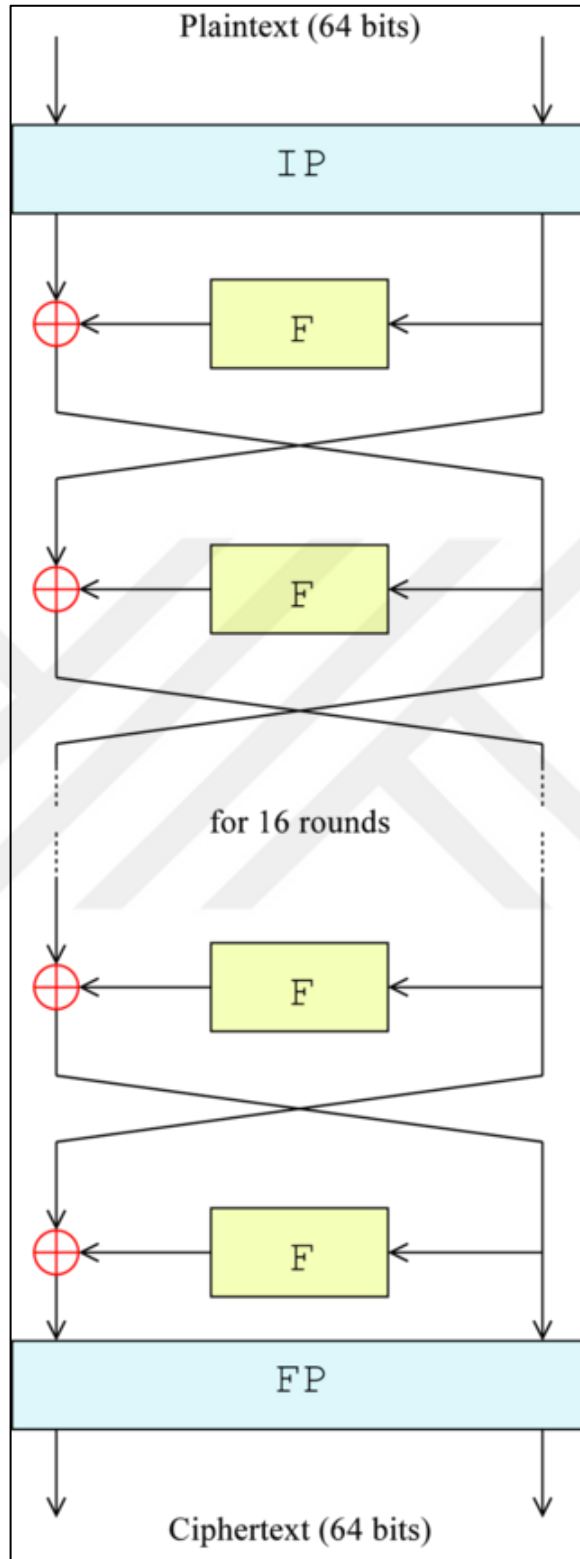 Plaintext (64 bits)
IP
F
F
for 16 rounds
F
F
FP
Ciphertext (64 bits)